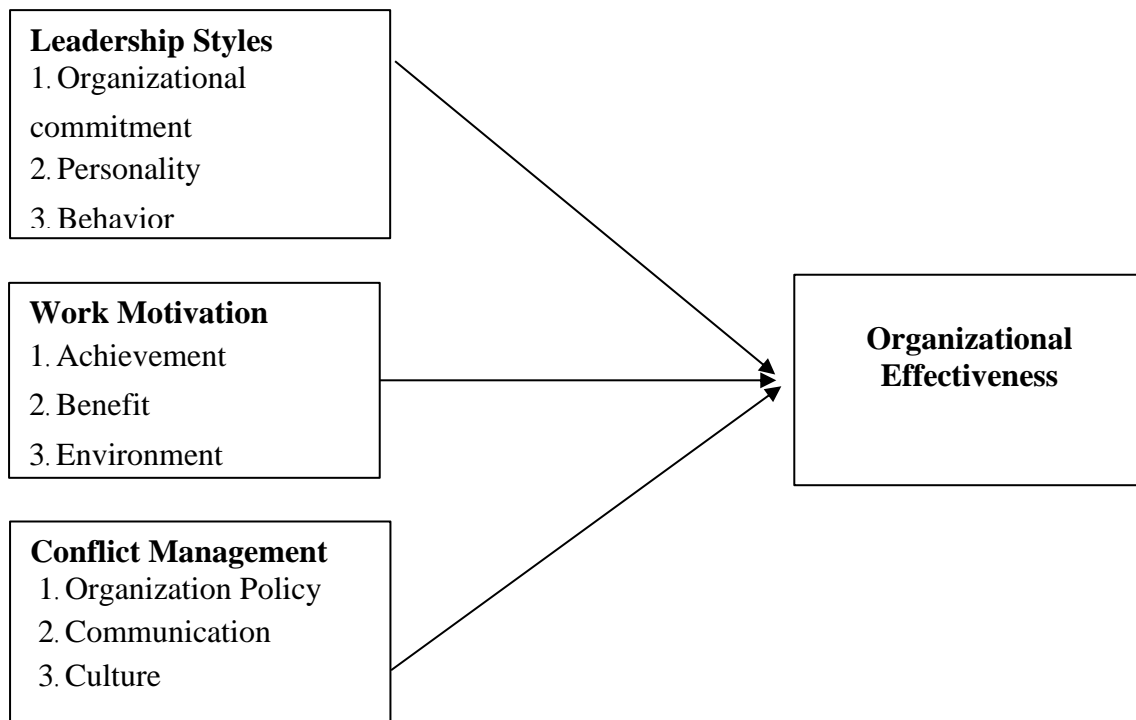 Leadership Styles
1. Organizational
commitment
2. Personality
3. Behavior
Work Motivation
1. Achievement
2. Benefit
3. Environment
Organizational
Effectiveness
Conflict Management
1. Organization Policy
2. Communication
3. Culture